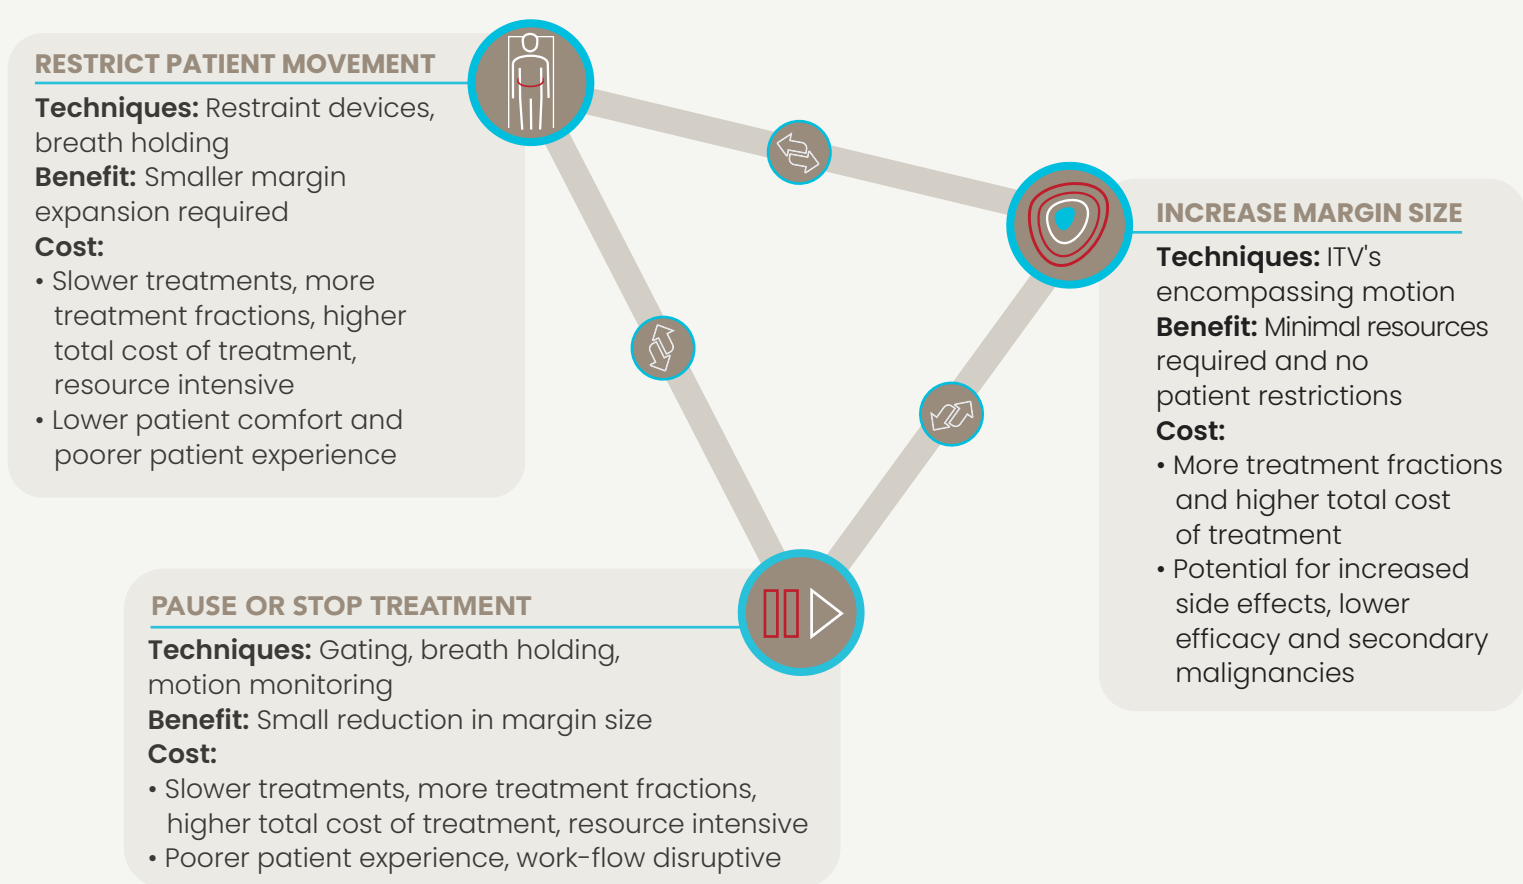 RESTRICT PATIENT MOVEMENT
Techniques: Restraint devices,
breath holding
Benefit: Smaller margin
expansion required
Cost:
• Slower treatments, more
treatment fractions, higher
total cost of treatment,
resource intensive
• Lower patient comfort and
poorer patient experience
INCREASE MARGIN SIZE
Techniques: ITV's
encompassing motion
Benefit: Minimal resources
required and no
patient restrictions
Cost:
• More treatment fractions
and higher total cost
of treatment
• Potential for increased
side effects, lower
efficacy and secondary
malignancies
PAUSE OR STOP TREATMENT
Techniques: Gating, breath holding,
motion monitoring
Benefit: Small reduction in margin size
Cost:
• Slower treatments, more treatment fractions,
higher total cost of treatment, resource intensive
• Poorer patient experience, work-flow disruptive